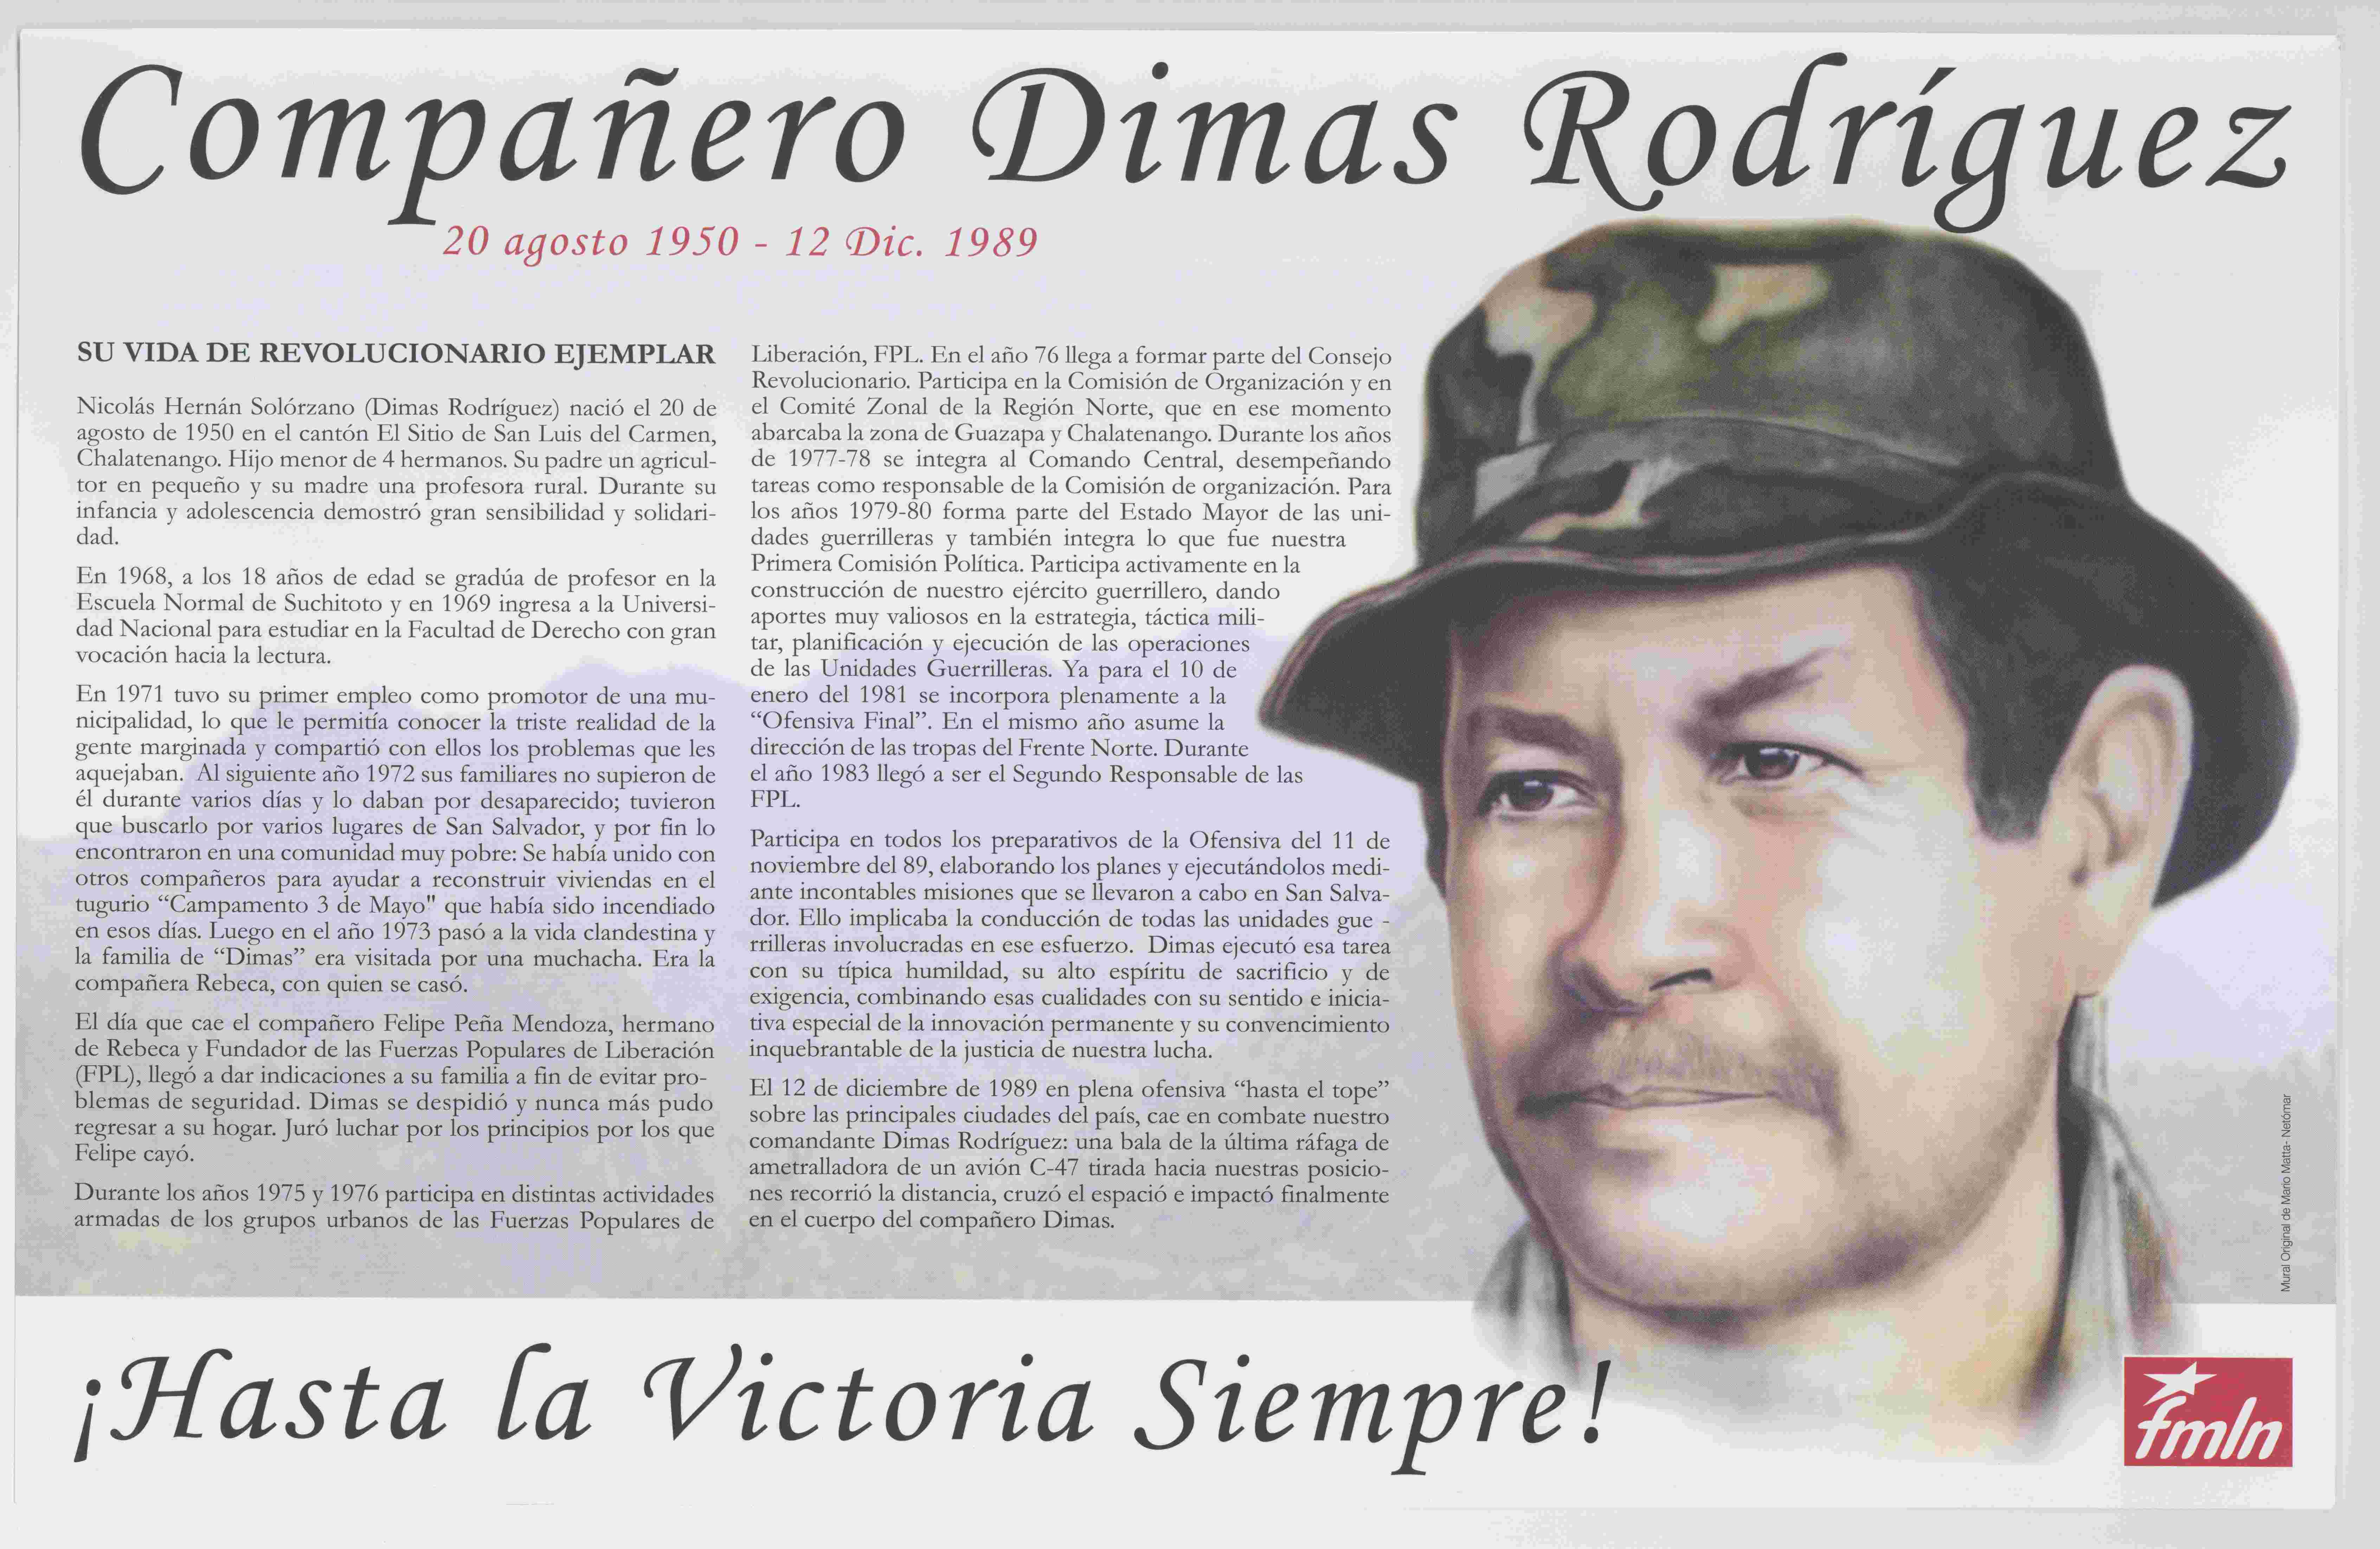 Compañero Dimas Rodríguez
20 agosto 1950 - 12 Dic. 1989
SU VIDA DE REVOLUCIONARIO EJEMPLAR
Nicolás Hernán Solórzano (Dimas Rodríguez) nació el 20 de
agosto de 1950 en el cantón El Sitio de San Luis del Carmen,
Chalatenango. Hijo menor de 4 hermanos. Su padre un agricul-
tor en pequeño y su madre una profesora rural. Durante su
infancia y adolescencia demostró gran sensibilidad y solidari-
dad.
En 1968, a los 18 años de edad se gradúa de profesor en la
Escuela Normal de Suchitoto y en 1969 ingresa a la Universi-
dad Nacional para estudiar en la Facultad de Derecho con gran
vocación hacia la lectura.
En 1971 tuvo su primer empleo como promotor de una mu-
nicipalidad, lo que le permitía conocer la triste realidad de la
gente marginada y compartió con ellos los problemas que les
aquejaban. Al siguiente año 1972 sus familiares no supieron de
él durante varios días y lo daban por desaparecido; tuvieron
que buscarlo por varios lugares de San Salvador, y por fin lo
encontraron en una comunidad muy pobre: Se había unido con
otros compañeros para ayudar a reconstruir viviendas en el
tugurio “Campamento 3 de Mayo" que había sido incendiado
en esos días. Luego en el año 1973 pasó a la vida clandestina y
la familia de “Dimas” era visitada por una muchacha. Era la
compañera Rebeca, con quien se casó.
El día que cae el compañero Felipe Peña Mendoza, hermano
de Rebeca y Fundador de las Fuerzas Populares de Liberación
(FPL), llegó a dar indicaciones a su familia a fin de evitar pro-
blemas de seguridad. Dimas se despidió y nunca más pudo
regresar a su hogar. Juró luchar por los principios por los que
Felipe cayó.
Durante los años 1975 y 1976 participa en distintas actividades
armadas de los grupos urbanos de las Fuerzas Populares de
Liberación, FPL. En el año 76 llega a formar parte del Consejo
Revolucionario. Participa en la Comisión de Organización y en
el Comité Zonal de la Región Norte, que en ese momento
abarcaba la zona de Guazapa y Chalatenango. Durante los años
de 1977-78 se integra al Comando Central, desempeñando
tareas como responsable de la Comisión de organización. Para
los años 1979-80 forma parte del Estado Mayor de las uni-
dades guerrilleras y también integra lo que fue nuestra
Primera Comisión Política. Participa activamente en la
construcción de nuestro ejército guerrillero, dando
aportes muy valiosos en la estrategia, táctica mili-
tar, planificación y ejecución de las operaciones
de las Unidades Guerrilleras. Ya para el 10 de
enero del 1981 se incorpora plenamente a la
“Ofensiva Final”. En el mismo año asume la
dirección de las tropas del Frente Norte. Durante
el año 1983 llegó a ser el Segundo Responsable de las
FPL.
Participa en todos los preparativos de la Ofensiva del 11 de
noviembre del 89, elaborando los planes y ejecutándolos medi-
ante incontables misiones que se llevaron a cabo en San Salva-
dor. Ello implicaba la conducción de todas las unidades gue -
rrilleras involucradas en ese esfuerzo. Dimas ejecutó esa tarea
con su típica humildad, su alto espíritu de sacrificio y de
exigencia, combinando esas cualidades con su sentido e inicia-
tiva especial de la innovación permanente y su convencimiento
inquebrantable de la justicia de nuestra lucha.
El 12 de diciembre de 1989 en plena ofensiva “hasta el tope”
sobre las principales ciudades del país, cae en combate nuestro
comandante Dimas Rodríguez: una bala de la última ráfaga de
ametralladora de un avión C-47 tirada hacia nuestras posicio-
nes recorrió la distancia, cruzó el espació e impactó finalmente
en el cuerpo del compañero Dimas.
Mural Original de Mario Matta- Netómar
¡Hasta la Victoria Siempre!
fmln